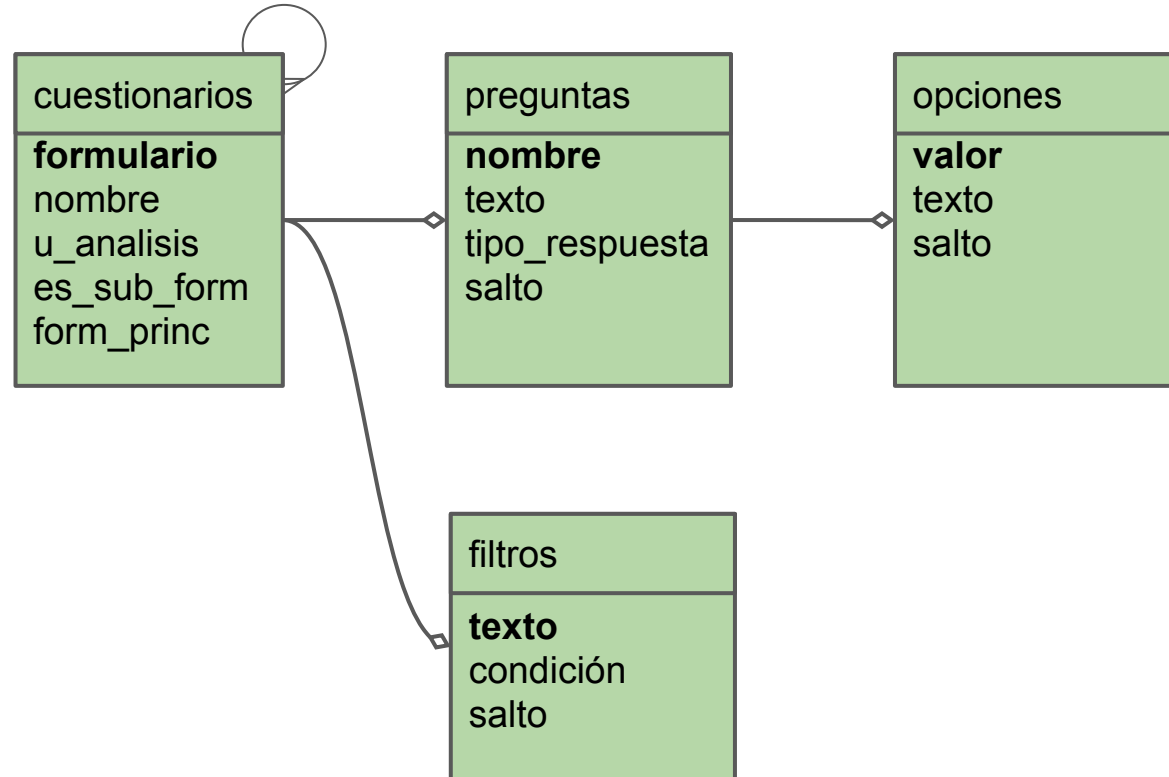 cuestionarios
formulario
nombre
u_analisis
es_sub_form
form_princ
preguntas
nombre
texto
tipo_respuesta
salto
opciones
valor
texto
salto
filtros
texto
condición
salto